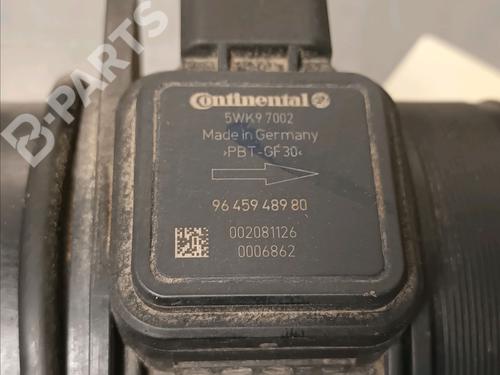 B-PARTS
Continental
5WK9 7002
Made in Germany
›PBT-GF30‹
96 459 489 80
002081126
0006862